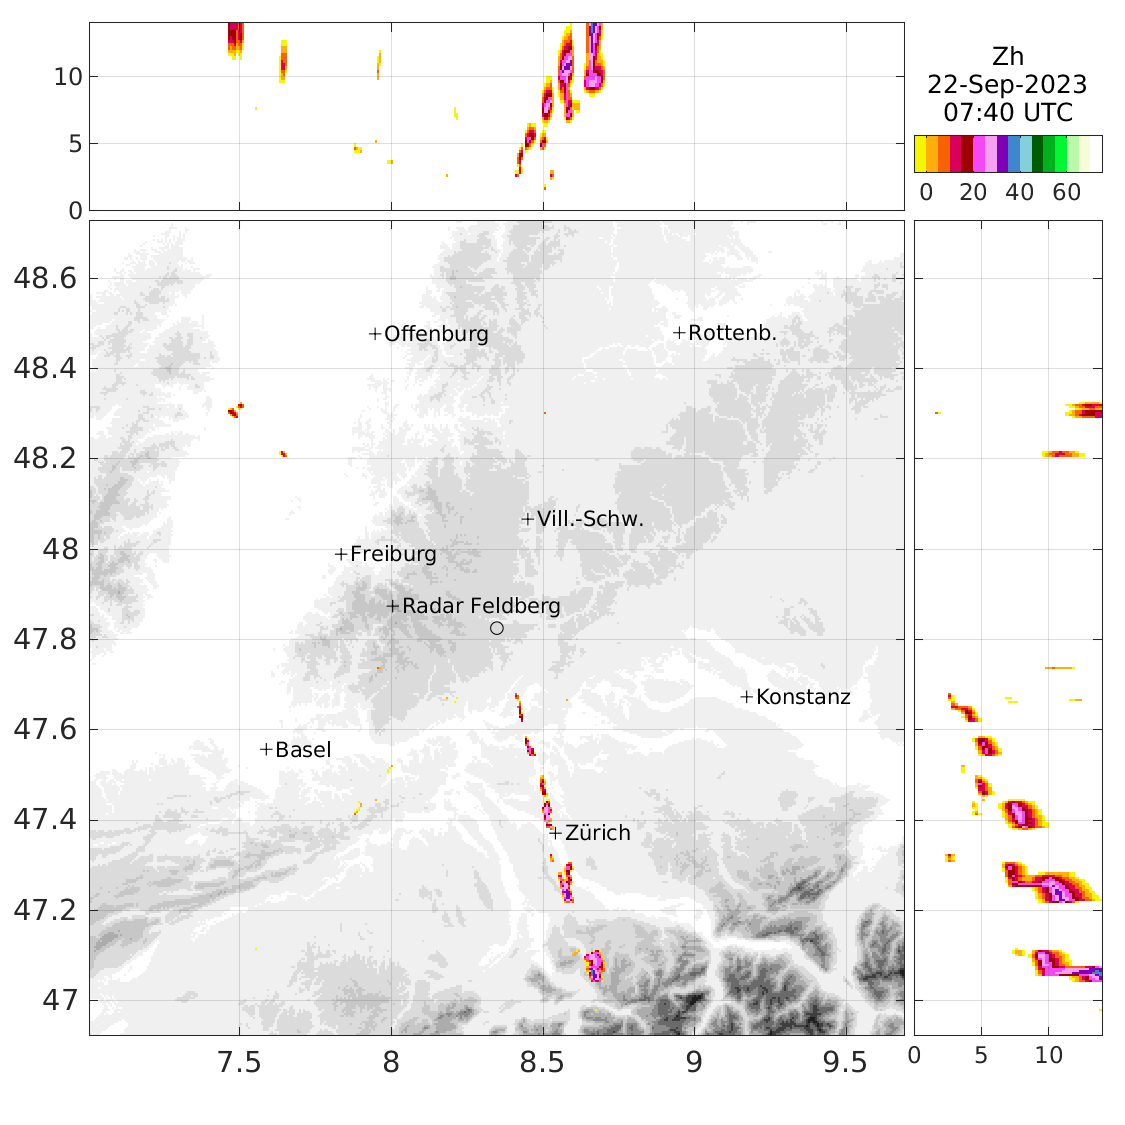 10
5
0
Zh
22-Sep-2023
07:40 UTC
0 20 40 60
48.6
48.4
48.2
48
47.8
47.6
47.4
47.2
47
Offenburg
Rottenb.
Vill.-Schw.
Freiburg
Radar Feldberg
Konstanz
Basel
Zürich
7.5 8 8.5 9 9.5
0 5 10